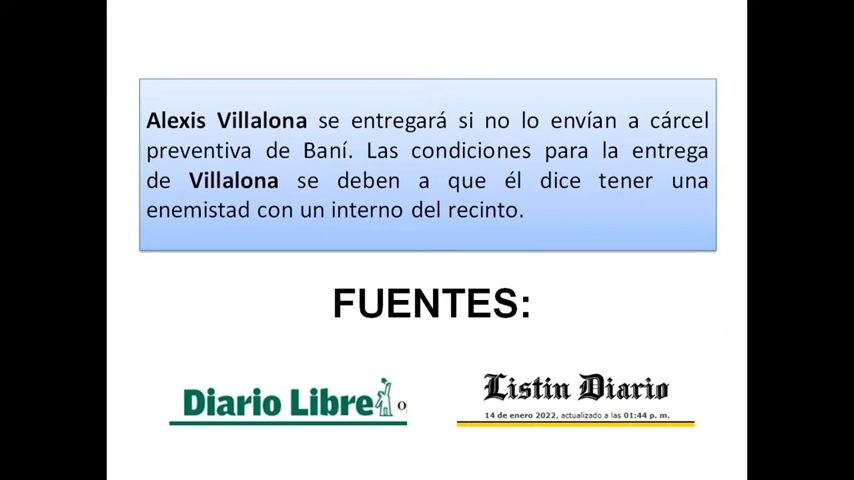 Alexis Villalona se entregará si no lo envían a cárcel
preventiva de Baní. Las condiciones para la entrega
de Villalona se deben a que él dice tener una
enemistad con un interno del recinto.
FUENTES:
Diario Libre
Listin Diario
14 de enero 2022, actualizado a las 01:44 p. m.